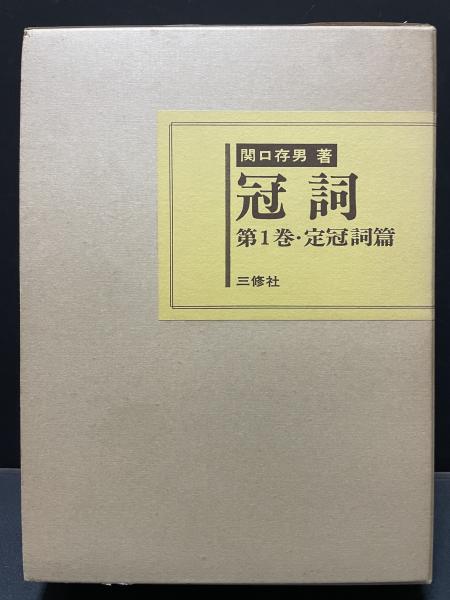 関口存男 著
冠詞
第1巻・定冠詞篇
三修社